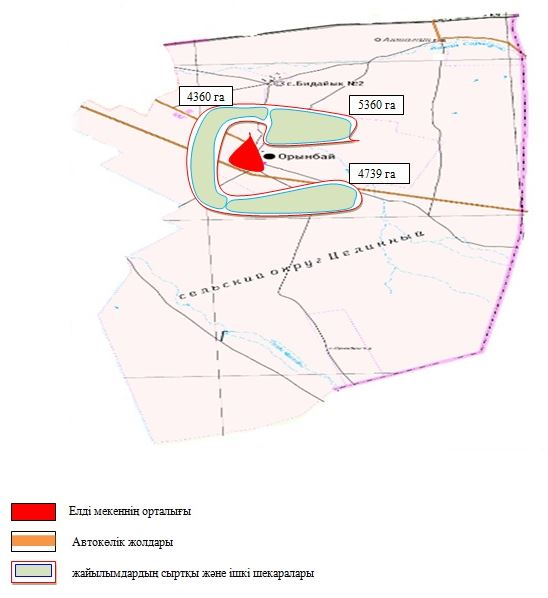 с.Бидайык №2
4360 га
5360 га
Орынбай
4739 га
сельский округ Целинный
Елді мекеннің орталығы
Автокөлік жолдары
жайылымдардың сыртқы және ішкі шекаралары